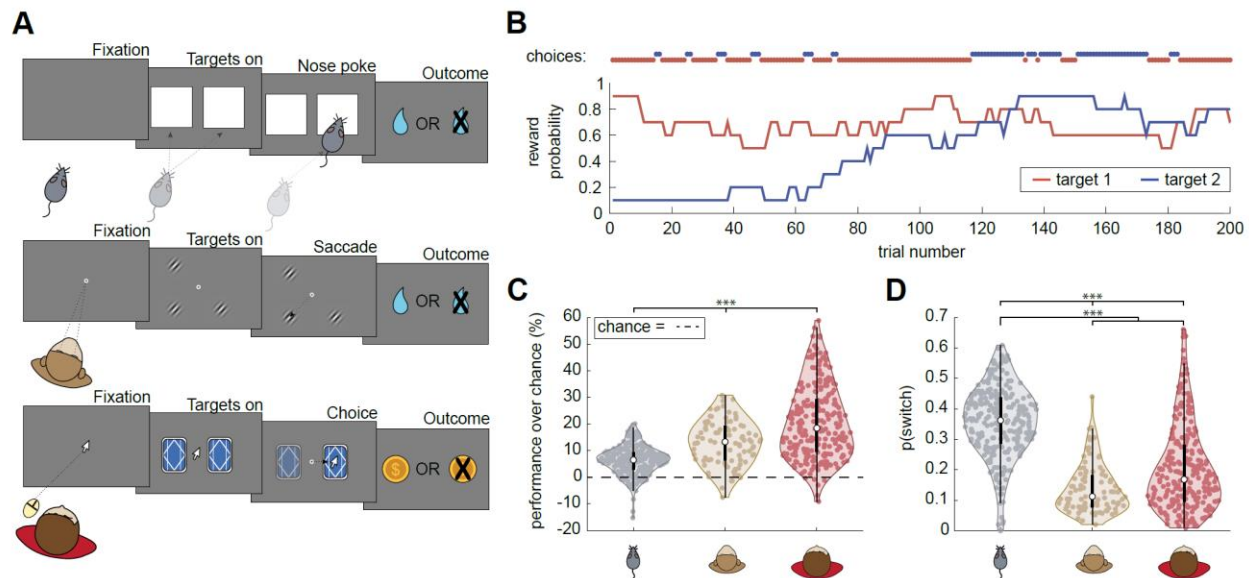 A
Fixation
Targets on
Nose poke
Outcome
OR
Fixation
Targets on
Saccade
Outcome
OR
Fixation
Targets on
Choice
Outcome
$ OR
B
choices:
reward
probability
1
0.8
0.6
0.4
0.2
0
target 1 target 2
0 20 40 60 80 100 120 140 160 180 200
trial number
C
performance over chance (%)
60
50
40
30
20
10
0
-10
-20
chance =
***
D
p(switch)
0.7
0.6
0.5
0.4
0.3
0.2
0.1
0
***
***